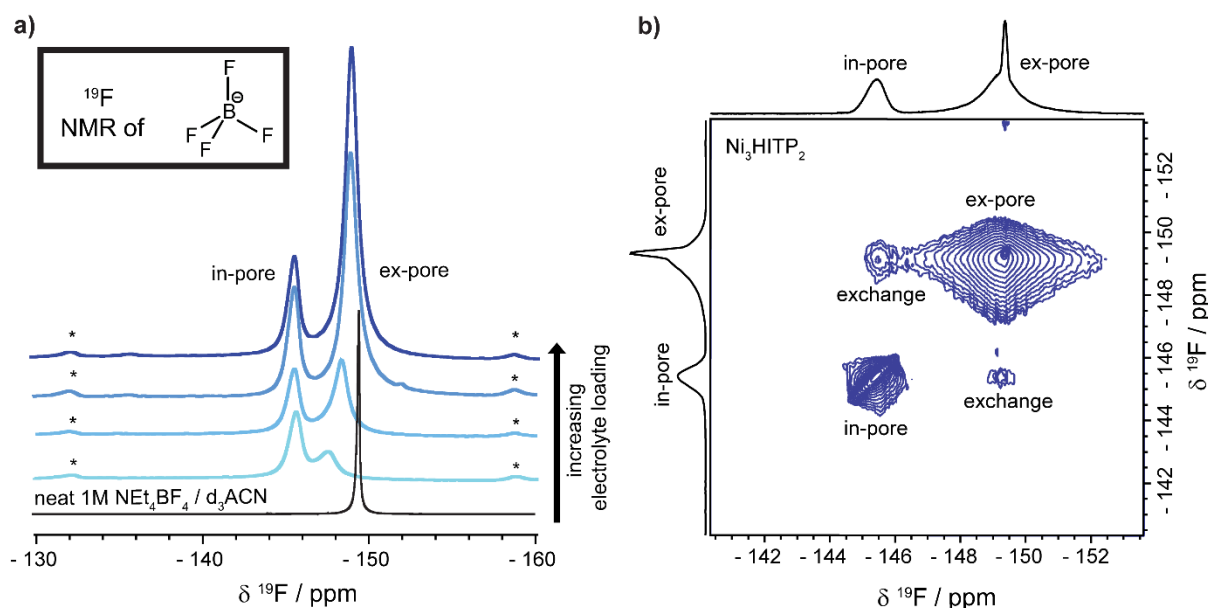 a)
¹⁹F
NMR of
F
B
⊖
F
F
F
in-pore
ex-pore
*
*
*
*
*
*
*
*
increasing
electrolyte loading
neat 1M NEt₄BF₄ / d₃ACN
- 130
- 140
- 150
- 160
δ ¹⁹F / ppm
b)
in-pore
ex-pore
Ni₃HITP₂
ex-pore
exchange
in-pore
exchange
ex-pore
in-pore
- 152
- 150
- 148
- 146
- 144
- 142
δ ¹⁹F / ppm
- 142
- 144
- 146
- 148
- 150
- 152
δ ¹⁹F / ppm